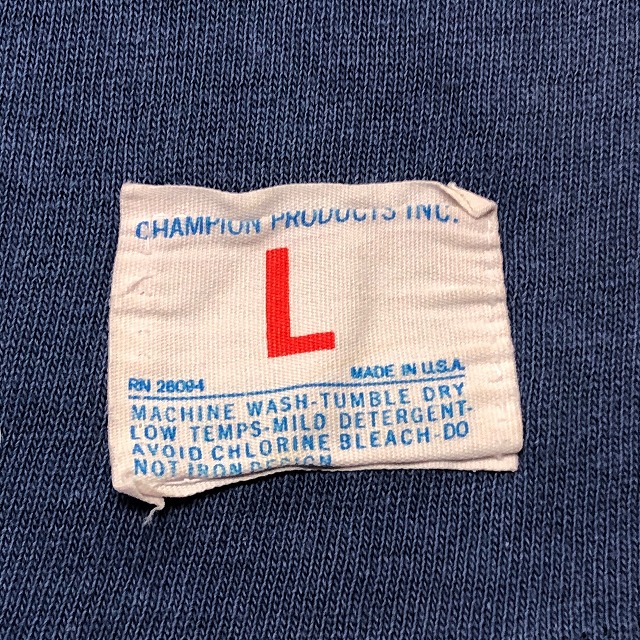 CHAMPION PRODUCTS INC.
L
RN 26094 MADE IN U.S.A.
MACHINE WASH-TUMBLE DRY
LOW TEMPS-MILD DETERGENT-
AVOID CHLORINE BLEACH-DO
NOT IRON DESIGN